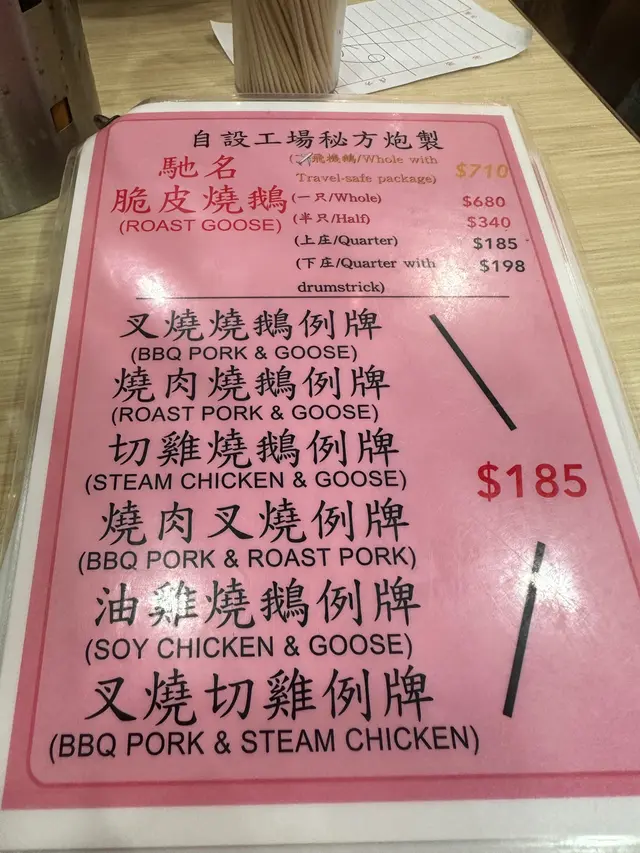 自設工場秘方炮製
馳名
脆皮燒鵝
(ROAST GOOSE)
飛機鵝/Whole with
Travel-safe package) $710
(一只/Whole) $680
(半只/Half) $340
(上庄/Quarter) $185
(下庄/Quarter with $198
drumstrick)
叉燒燒鵝例牌
(BBQ PORK & GOOSE)
燒肉燒鵝例牌
(ROAST PORK & GOOSE)
切雞燒鵝例牌
(STEAM CHICKEN & GOOSE)
$185
燒肉叉燒例牌
(BBQ PORK & ROAST PORK)
油雞燒鵝例牌
(SOY CHICKEN & GOOSE)
叉燒切雞例牌
(BBQ PORK & STEAM CHICKEN)